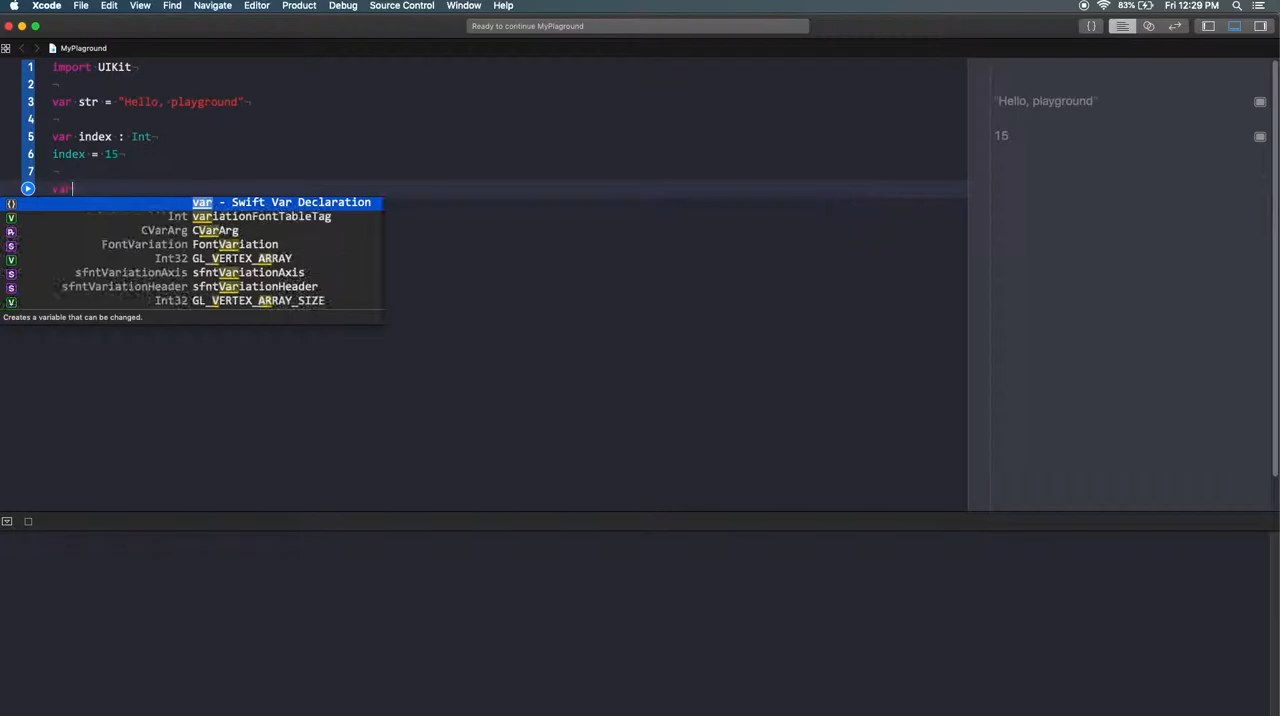 Xcode File Edit View Find Navigate Editor Product Debug Source Control Window Help 83% Fri 12:29 PM
Ready to continue MyPlaground
MyPlaground
1 import UIKit
2
3 var str = "Hello, playground"
"Hello, playground"
4
5 var index : Int
15
6 index = 15
7
var
var - Swift Var Declaration
Int variationFontTableTag
CVarArg CVarArg
FontVariation FontVariation
Int32 GL_VERTEX_ARRAY
sfntVariationAxis sfntVariationAxis
sfntVariationHeader sfntVariationHeader
Int32 GL_VERTEX_ARRAY_SIZE
Creates a variable that can be changed.